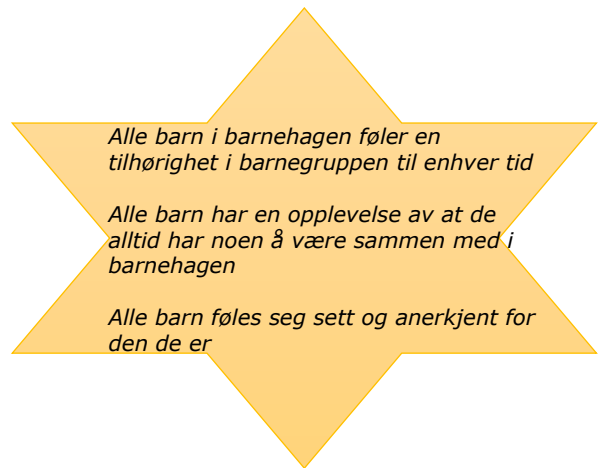 Alle barn i barnehagen føler en
tilhørighet i barnegruppen til enhver tid
Alle barn har en opplevelse av at de
alltid har noen å være sammen med i
barnehagen
Alle barn føles seg sett og anerkjent for
den de er